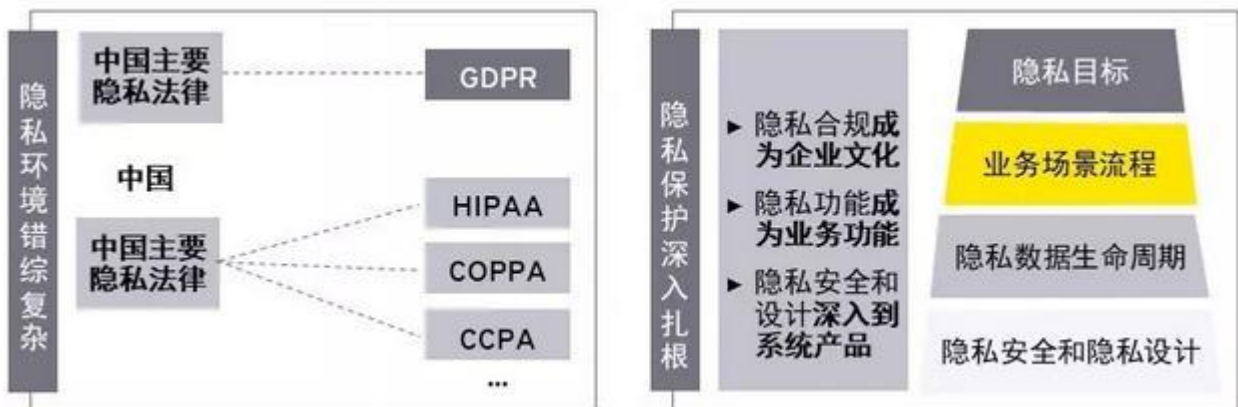 隐私环境错综复杂
中国主要
隐私法律
GDPR
中国
中国主要
隐私法律
HIPAA
COPPA
CCPA
...
隐私保护深入扎根
► 隐私合规成
为企业文化
► 隐私功能成
为业务功能
► 隐私安全和
设计深入到
系统产品
隐私目标
业务场景流程
隐私数据生命周期
隐私安全和隐私设计